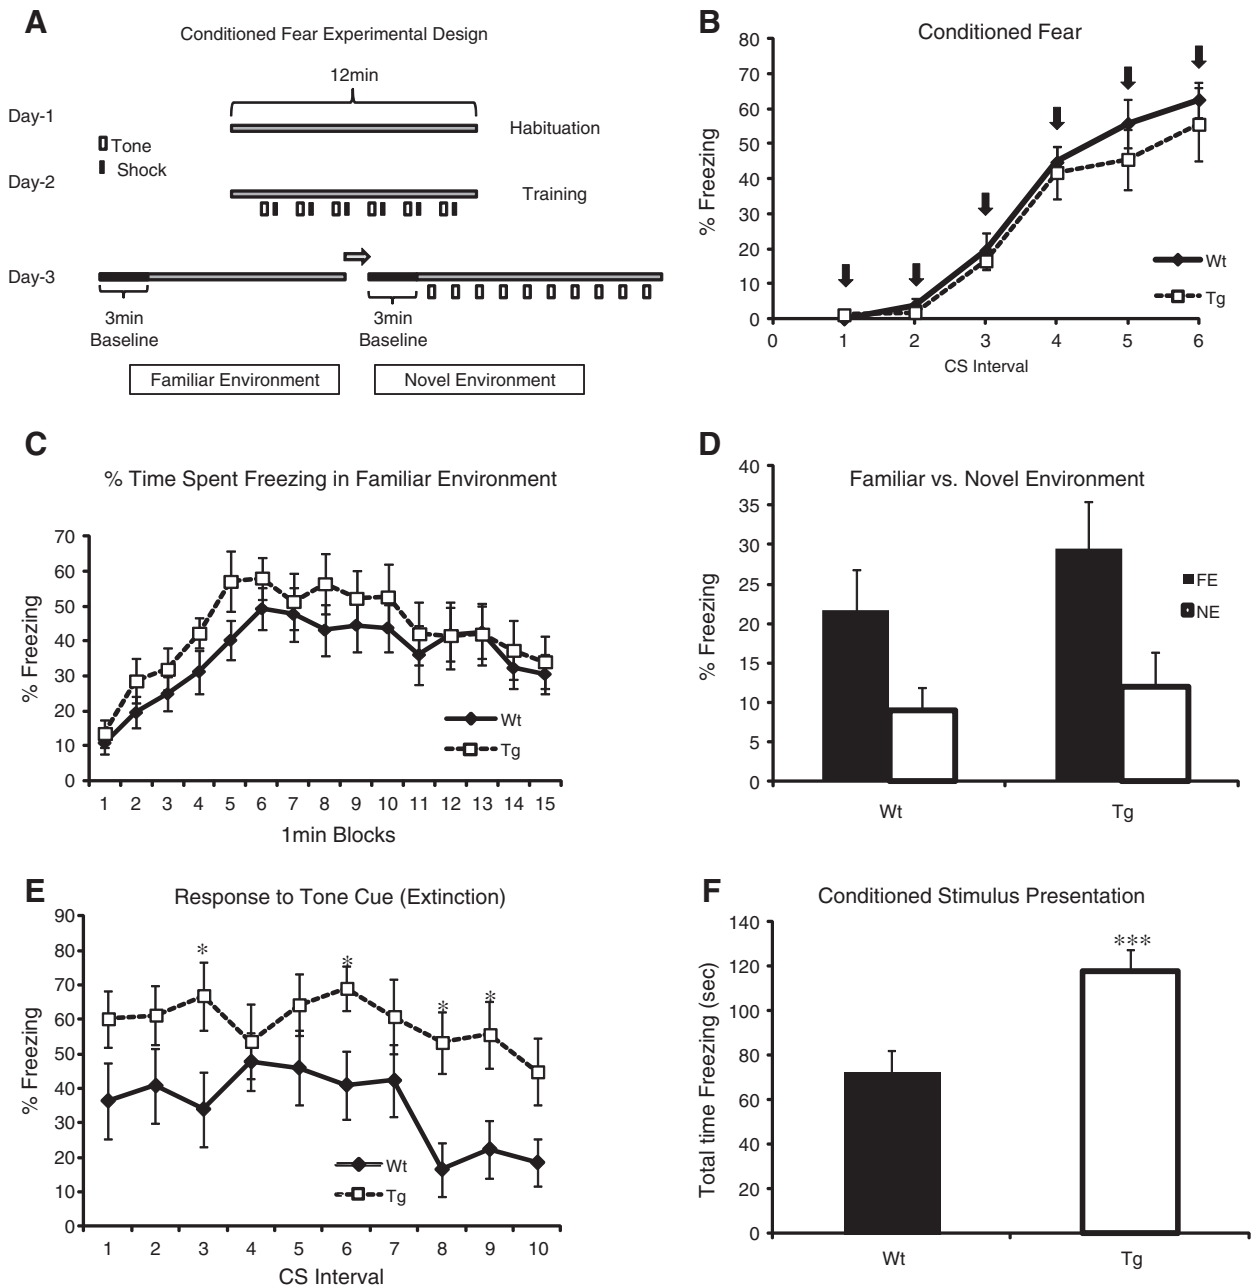 A
Conditioned Fear Experimental Design
12min
Day-1
Habituation
Tone
Shock
Day-2
Training
Day-3
3min
Baseline
3min
Baseline
Familiar Environment
Novel Environment
B
Conditioned Fear
% Freezing
80
70
60
50
40
30
20
10
0
0 1 2 3 4 5 6
CS Interval
Wt
Tg
C
% Time Spent Freezing in Familiar Environment
% Freezing
70
60
50
40
30
20
10
0
1 2 3 4 5 6 7 8 9 10 11 12 13 14 15
1min Blocks
Wt
Tg
D
Familiar vs. Novel Environment
% Freezing
40
35
30
25
20
15
10
5
0
Wt Tg
FE
NE
E
Response to Tone Cue (Extinction)
% Freezing
90
80
70
60
50
40
30
20
10
0
* * * *
1 2 3 4 5 6 7 8 9 10
CS Interval
Wt
Tg
F
Conditioned Stimulus Presentation
Total time Freezing (sec)
140
120
100
80
60
40
20
0
***
Wt Tg